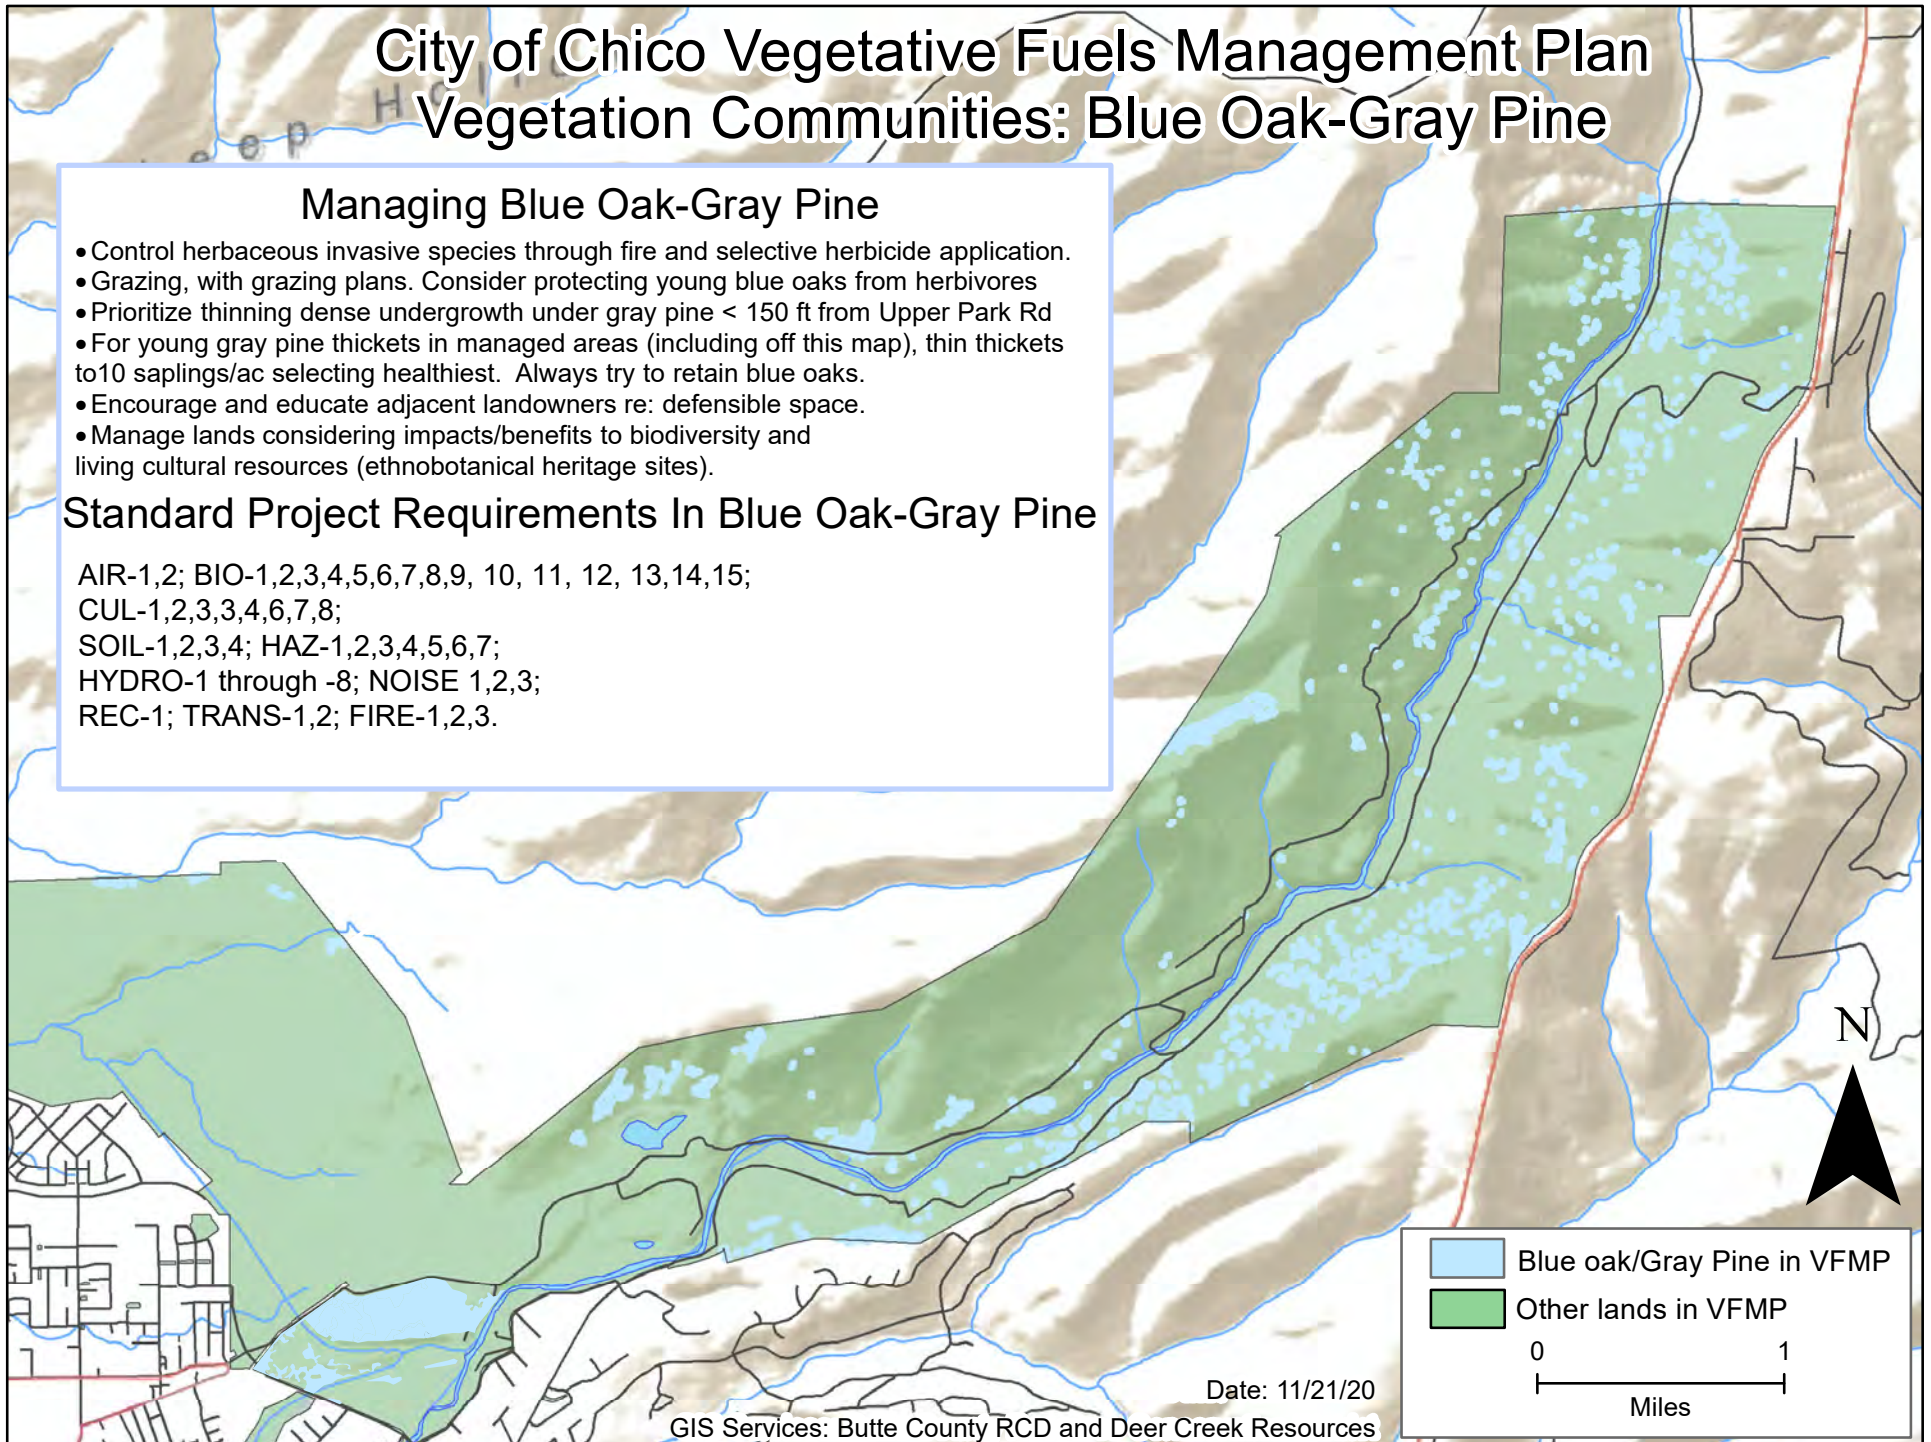 City of Chico Vegetative Fuels Management Plan
Vegetation Communities: Blue Oak-Gray Pine
Managing Blue Oak-Gray Pine
•Control herbaceous invasive species through fire and selective herbicide application.
•Grazing, with grazing plans. Consider protecting young blue oaks from herbivores
•Prioritize thinning dense undergrowth under gray pine < 150 ft from Upper Park Rd
•For young gray pine thickets in managed areas (including off this map), thin thickets
to10 saplings/ac selecting healthiest.  Always try to retain blue oaks.
•Encourage and educate adjacent landowners re: defensible space.
•Manage lands considering impacts/benefits to biodiversity and
living cultural resources (ethnobotanical heritage sites).
Standard Project Requirements In Blue Oak-Gray Pine
AIR-1,2; BIO-1,2,3,4,5,6,7,8,9, 10, 11, 12, 13,14,15;
CUL-1,2,3,3,4,6,7,8;
SOIL-1,2,3,4; HAZ-1,2,3,4,5,6,7;
HYDRO-1 through -8; NOISE 1,2,3;
REC-1; TRANS-1,2; FIRE-1,2,3.
N
Blue oak/Gray Pine in VFMP
Other lands in VFMP
0 1
Miles
Date: 11/21/20
GIS Services: Butte County RCD and Deer Creek Resources